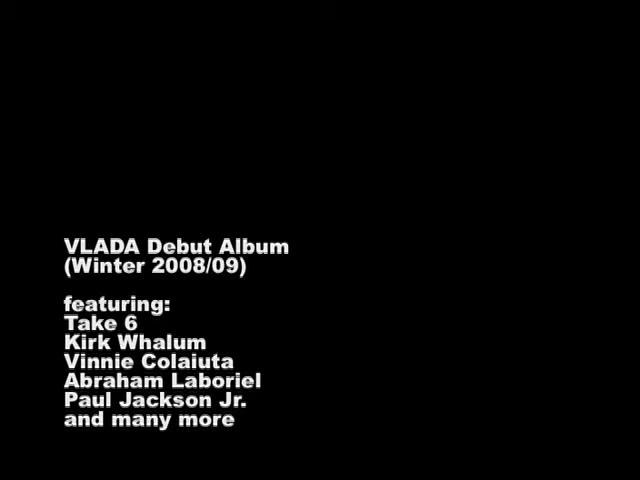 VLADA Debut Album
(Winter 2008/09)
featuring:
Take 6
Kirk Whalum
Vinnie Colaiuta
Abraham Laboriel
Paul Jackson Jr.
and many more